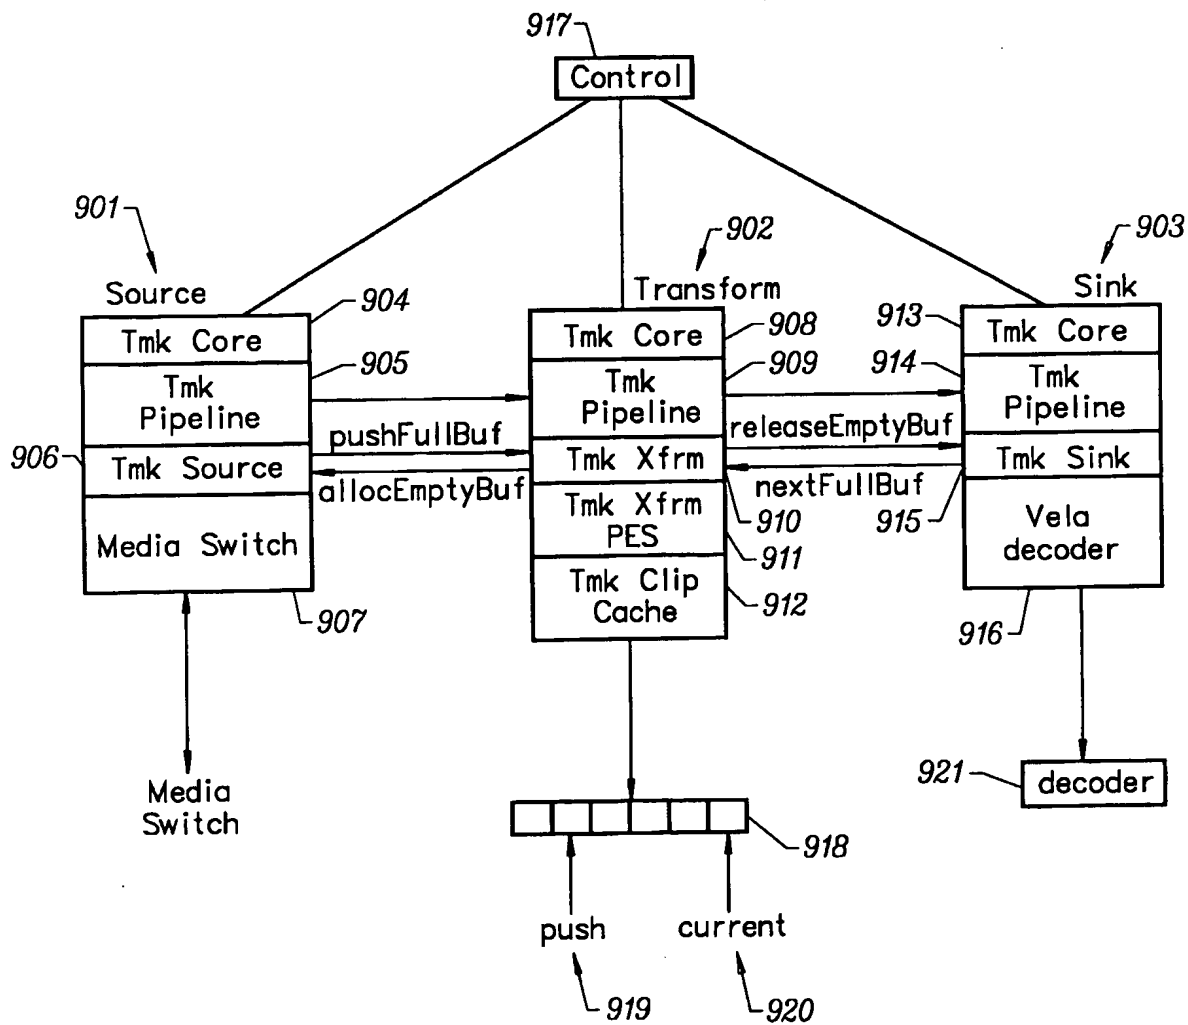 917
Control
901
902
903
Source
Transform
Sink
904
908
913
Tmk Core
Tmk Core
Tmk Core
905
909
914
Tmk
Pipeline
Tmk
Pipeline
Tmk
Pipeline
pushFullBuf
releaseEmptyBuf
906
Tmk Source
Tmk Xfrm
Tmk Sink
allocEmptyBuf
nextFullBuf
910
915
Media Switch
Tmk Xfrm
PES
Vela
decoder
911
907
Tmk Clip
Cache
912
916
Media
Switch
921
decoder
918
push
current
919
920